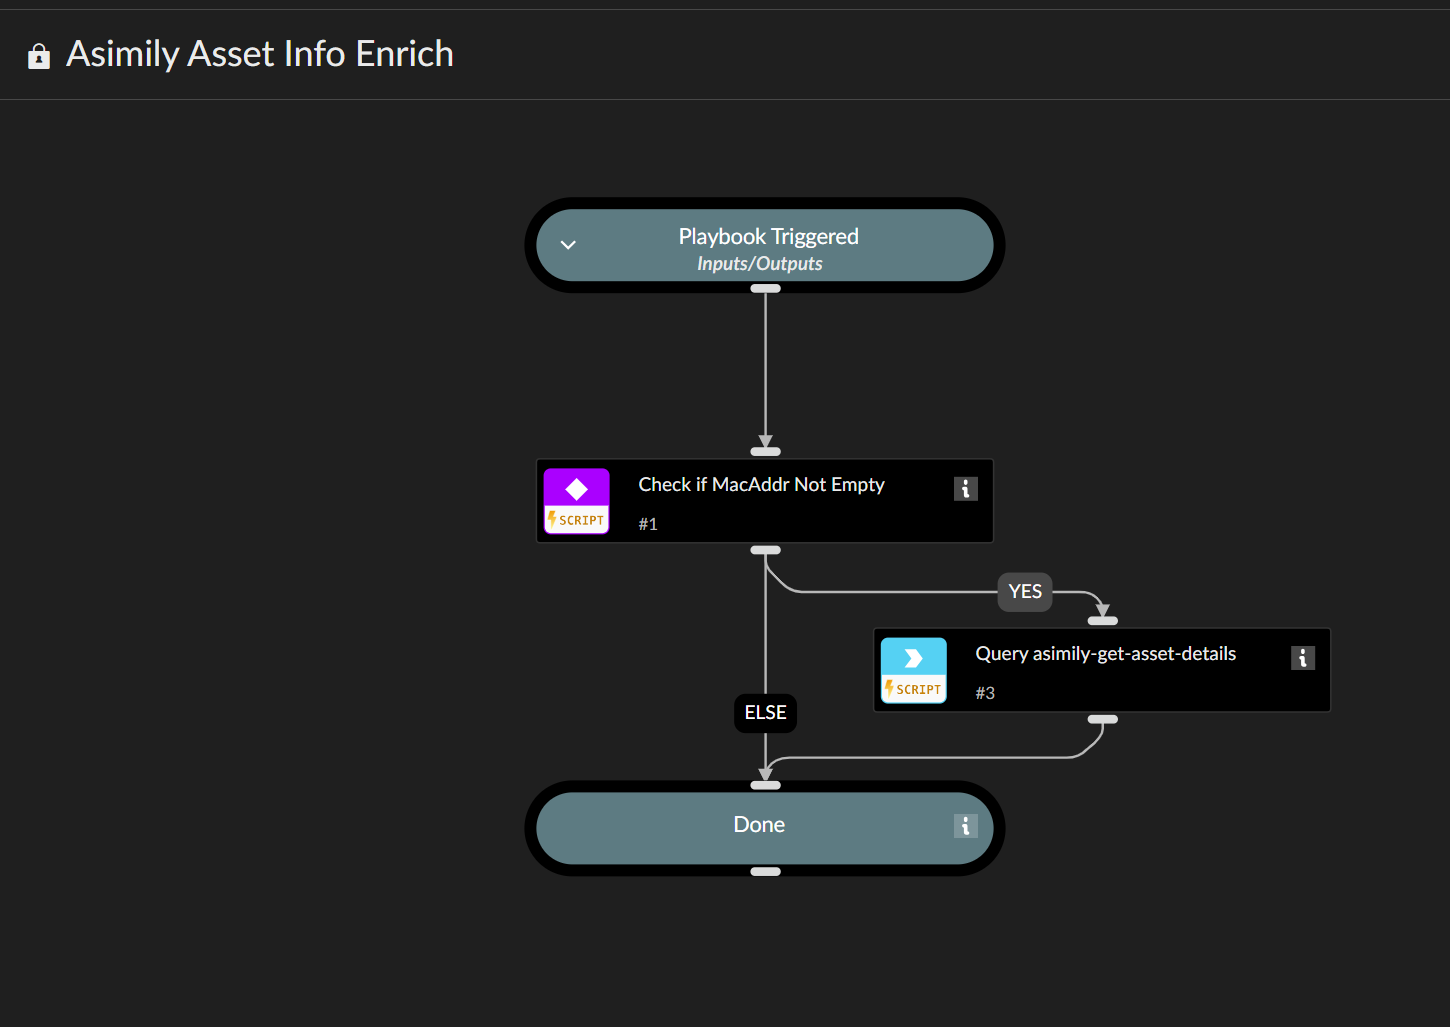 Asimily Asset Info Enrich
Playbook Triggered
Inputs/Outputs
Check if MacAddr Not Empty
SCRIPT
#1
YES
Query asimily-get-asset-details
SCRIPT
#3
ELSE
Done